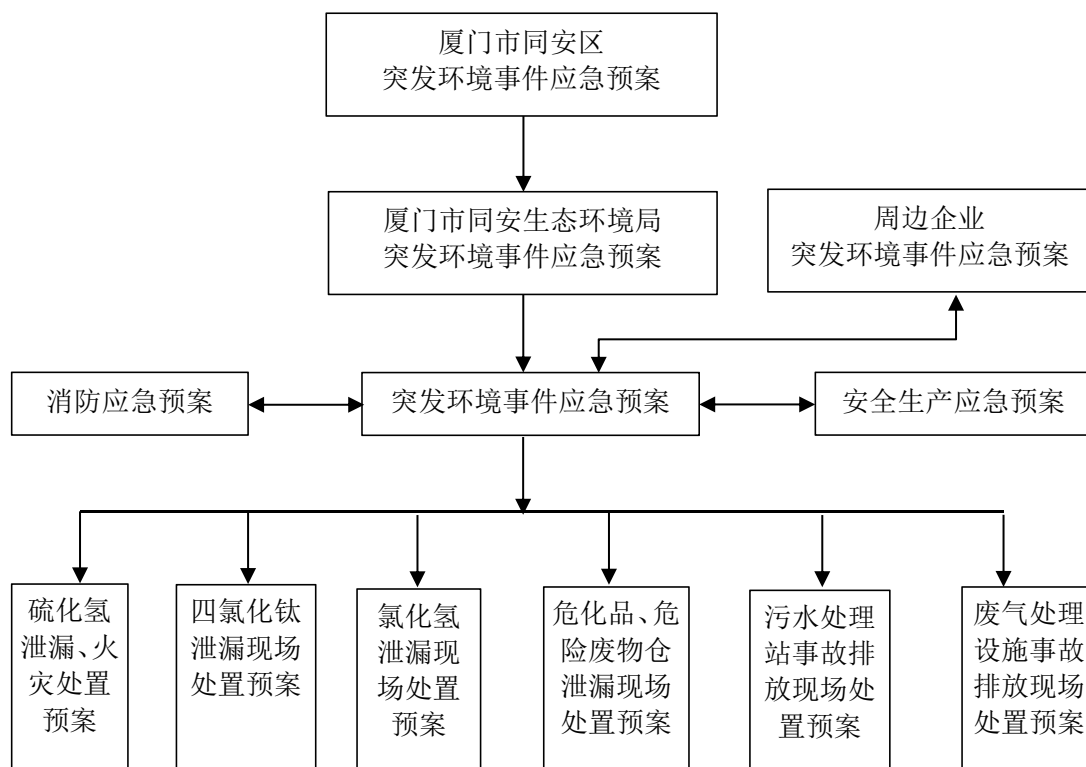 厦门市同安区
突发环境事件应急预案
厦门市同安生态环境局
突发环境事件应急预案
周边企业
突发环境事件应急预案
消防应急预案
突发环境事件应急预案
安全生产应急预案
硫化氢
泄漏、火
灾处置
预案
四氯化钛
泄漏现场
处置预案
氯化氢
泄漏现
场处置
预案
危化品、危
险废物仓
泄漏现场
处置预案
污水处理
站事故排
放现场处
置预案
废气处理
设施事故
排放现场
处置预案